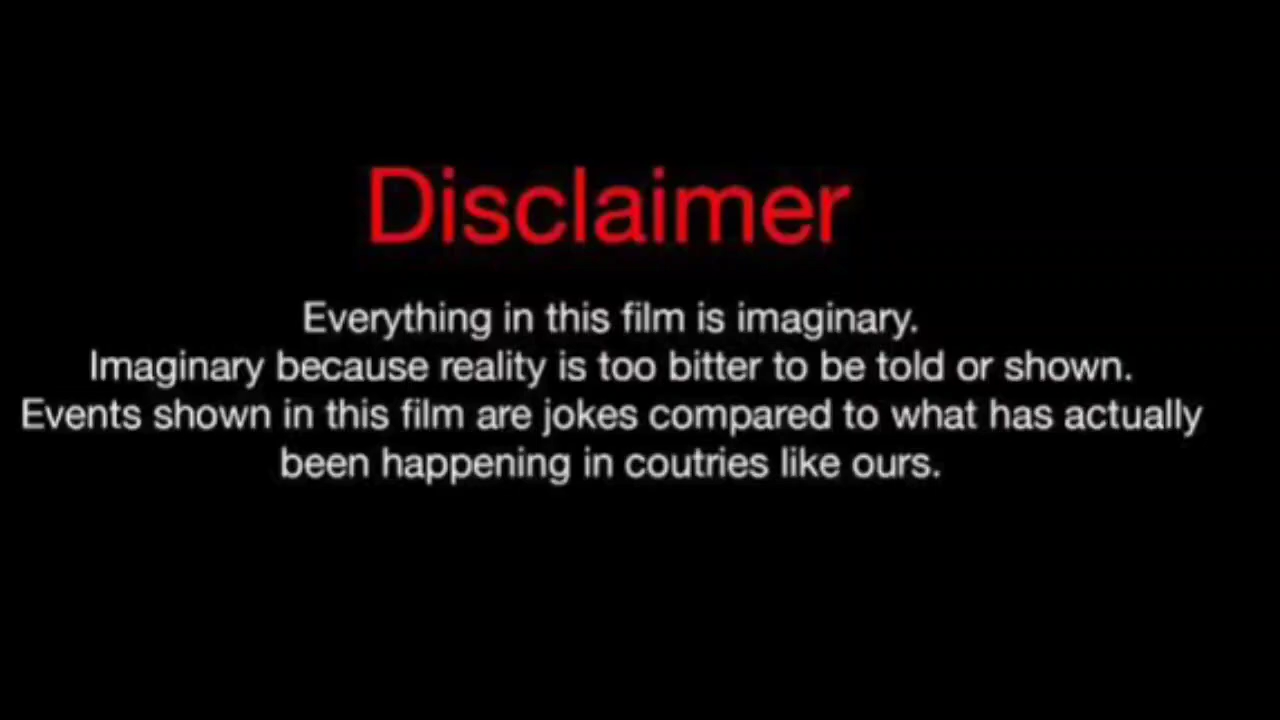 Disclaimer
Everything in this film is imaginary.
Imaginary because reality is too bitter to be told or shown.
Events shown in this film are jokes compared to what has actually
been happening in coutries like ours.